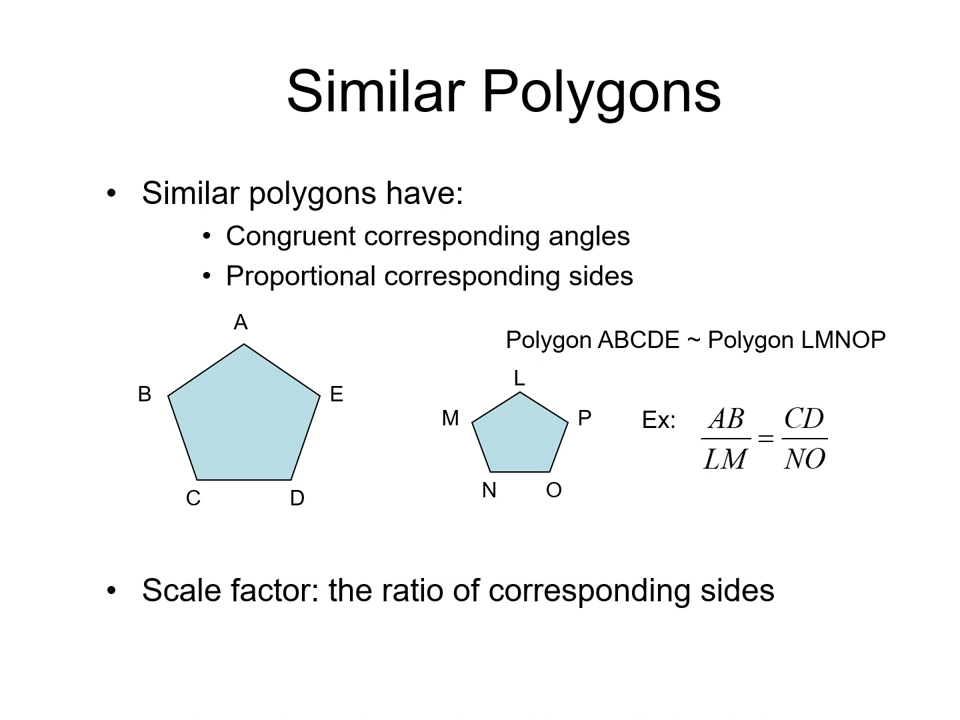 Similar Polygons
• Similar polygons have:
• Congruent corresponding angles
• Proportional corresponding sides
A
B
E
C
D
Polygon ABCDE ~ Polygon LMNOP
L
M
P
N
O
Ex:
AB/LM = CD/NO
• Scale factor: the ratio of corresponding sides